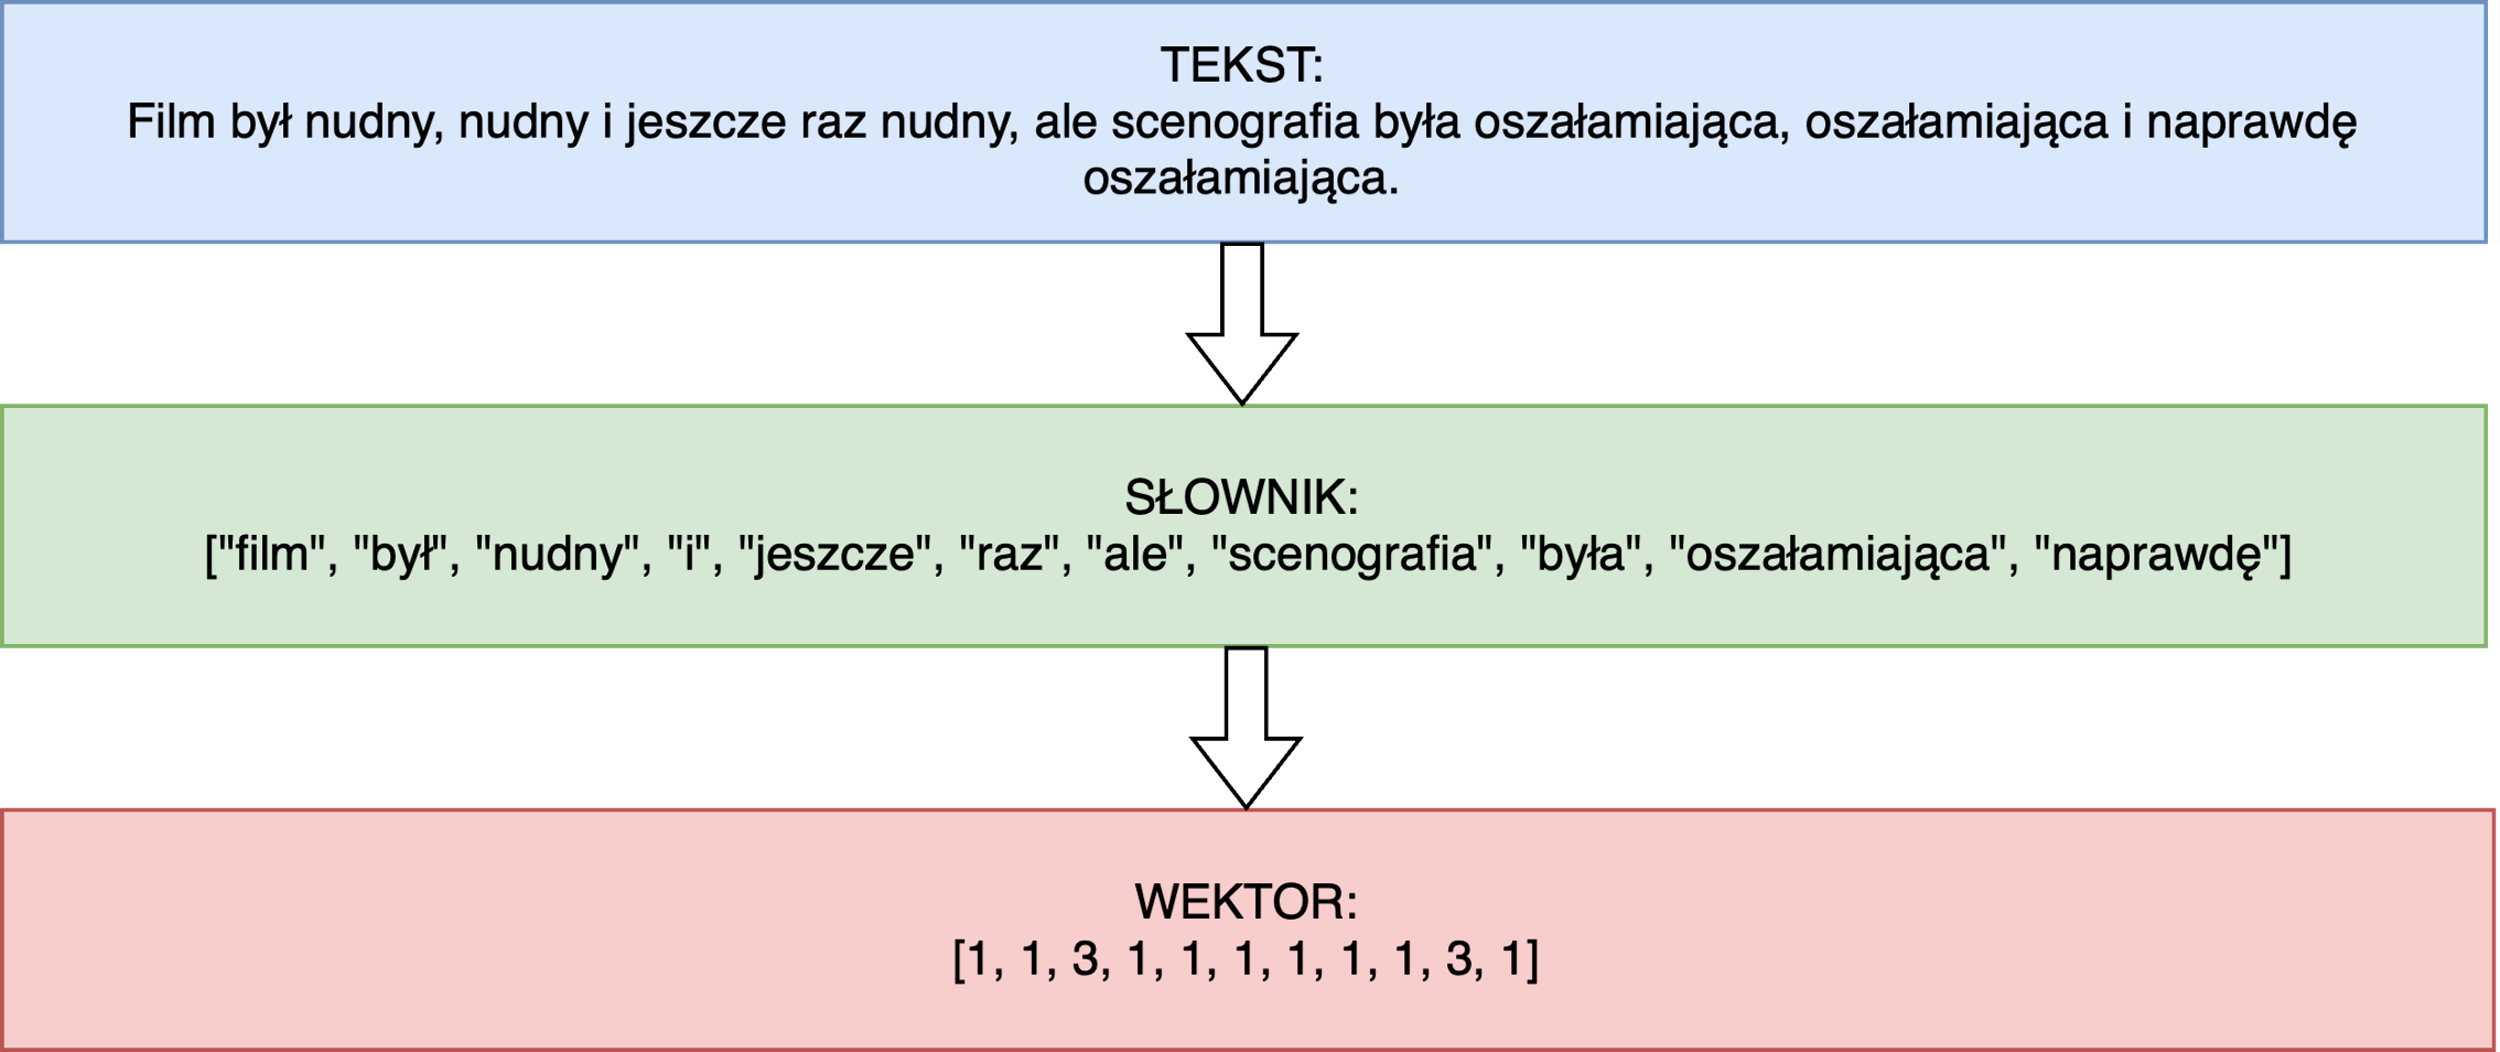 TEKST:
Film był nudny, nudny i jeszcze raz nudny, ale scenografia była oszałamiająca, oszałamiająca i naprawdę
oszałamiająca.
SŁOWNIK:
["film", "był", "nudny", "i", "jeszcze", "raz", "ale", "scenografia", "była", "oszałamiająca", "naprawdę"]
WEKTOR:
[1, 1, 3, 1, 1, 1, 1, 1, 1, 3, 1]